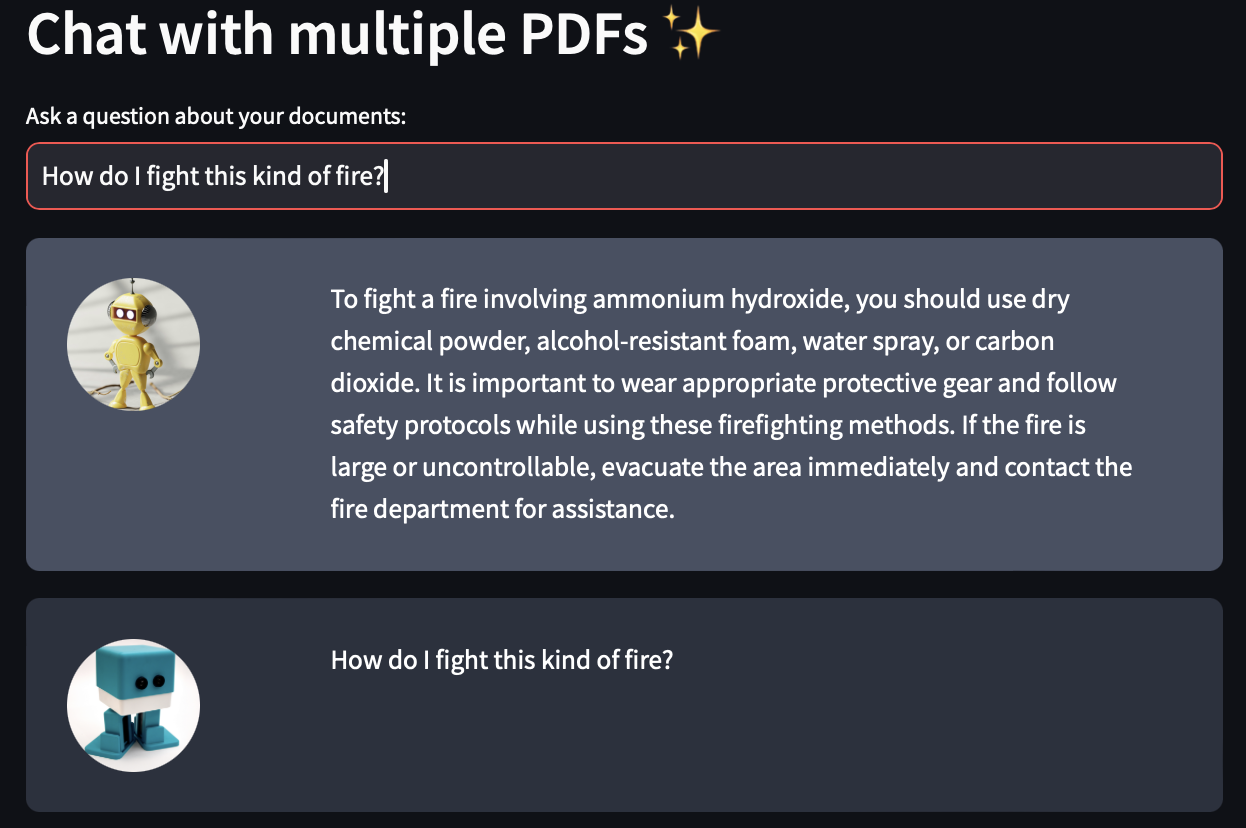 Chat with multiple PDFs ✨
Ask a question about your documents:
How do I fight this kind of fire?
To fight a fire involving ammonium hydroxide, you should use dry
chemical powder, alcohol-resistant foam, water spray, or carbon
dioxide. It is important to wear appropriate protective gear and follow
safety protocols while using these firefighting methods. If the fire is
large or uncontrollable, evacuate the area immediately and contact the
fire department for assistance.
How do I fight this kind of fire?